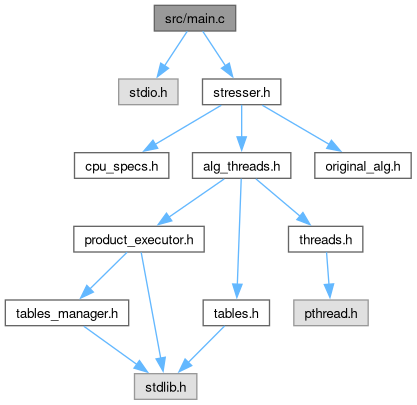 src/main.c
stdio.h
stresser.h
cpu_specs.h
alg_threads.h
original_alg.h
product_executor.h
threads.h
tables_manager.h
tables.h
pthread.h
stdlib.h